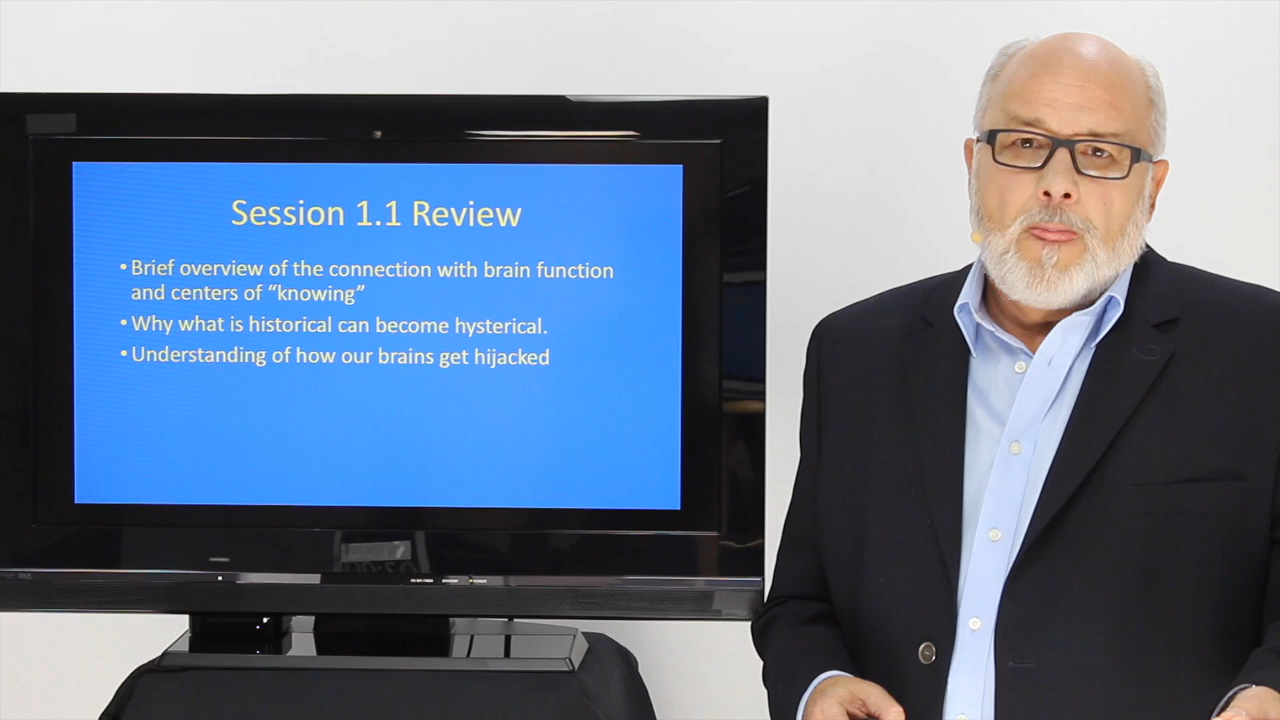 Session 1.1 Review
• Brief overview of the connection with brain function
and centers of “knowing”
• Why what is historical can become hysterical.
• Understanding of how our brains get hijacked